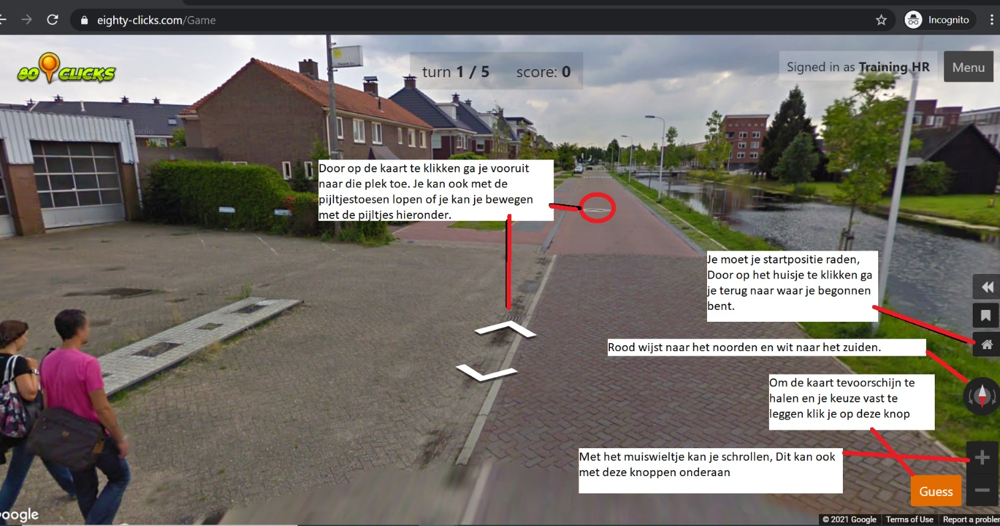 eighty-clicks.com/Game
Incognito
80 CLICKS
turn 1 / 5 score: 0
Signed in as Training HR
Menu
Door op de kaart te klikken ga je vooruit
naar die plek toe. Je kan ook met de
pijltjestoesen lopen of je kan je bewegen
met de pijltjes hieronder.
Je moet je startpositie raden,
Door op het huisje te klikken ga
je terug naar waar je begonnen
bent.
Rood wijst naar het noorden en wit naar het zuiden.
Om de kaart tevoorschijn te
halen en je keuze vast te
leggen klik je op deze knop
Met het muiswieltje kan je schrollen, Dit kan ook
met deze knoppen onderaan
Guess
oogle
© 2021 Google Terms of Use Report a problem